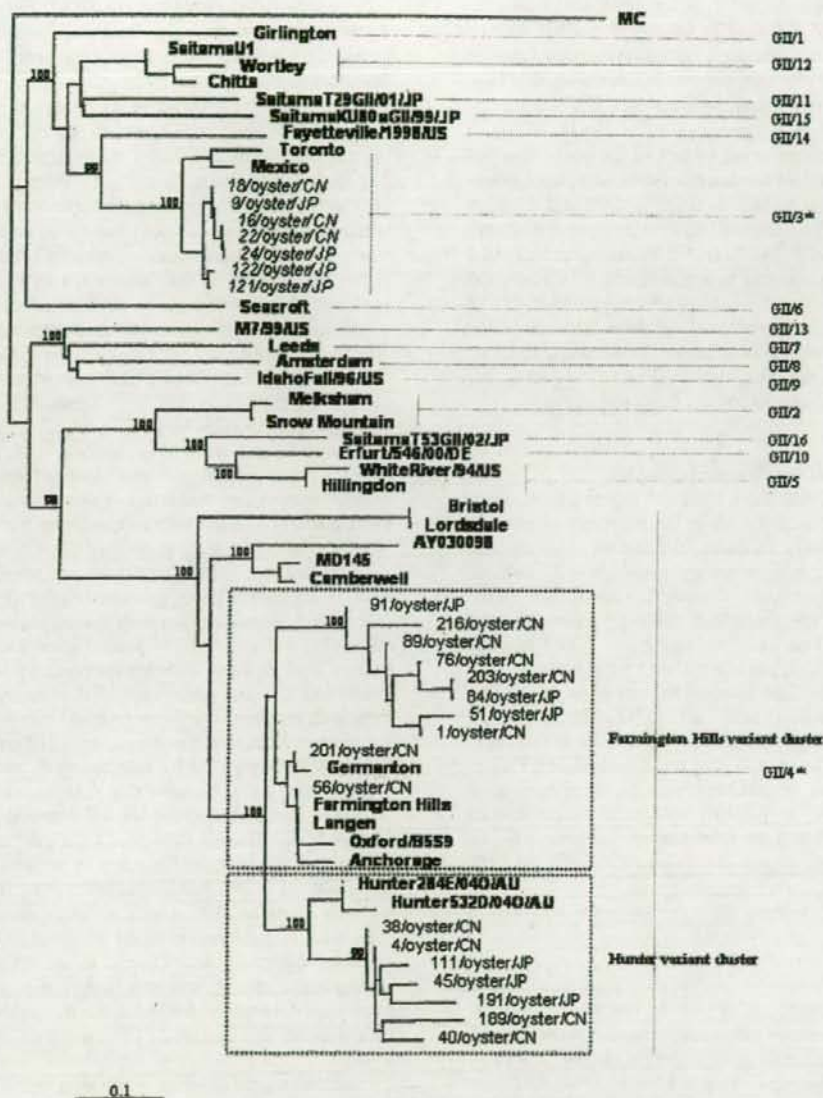 MC
Girlington GII/1
SaitamaU1
Wortley GII/12
Chitta
100
SaitamaT29GII/01/JP GII/11
SaitamaKU80aGII/99/JP GII/15
Fayetteville/1998/US GII/14
99
Toronto
Mexico
18/oyster/CN
9/oyster/JP
100
16/oyster/CN GII/3
22/oyster/CN
24/oyster/JP
122/oyster/JP
121/oyster/JP
Seacroft GII/6
M7/99/US GII/13
100
Leeds GII/7
Amsterdam GII/8
IdahoFall/96/US GII/9
Melksham
GII/2
Snow Mountain
100
SaitamaT53GII/02/JP GII/16
100
Erfurt/546/00/DE GII/10
WhiteRiver/94/US
100
Hillingdon GII/5
98
Bristol
Lordsdale
AY030098
100
MD145
100
Camberwell
91/oyster/JP
100
216/oyster/CN
89/oyster/CN
76/oyster/CN
203/oyster/CN
84/oyster/JP
51/oyster/JP
1/oyster/CN
Farmington Hills variant cluster
201/oyster/CN
Germanton GII/4
56/oyster/CN
Farmington Hills
Langen
100
Oxford/B5S9
Anchorage
Hunter284E/04O/AU
Hunter532D/04O/AU
100
38/oyster/CN
4/oyster/CN
99
111/oyster/JP Hunter variant cluster
45/oyster/JP
191/oyster/JP
189/oyster/CN
40/oyster/CN
0.1